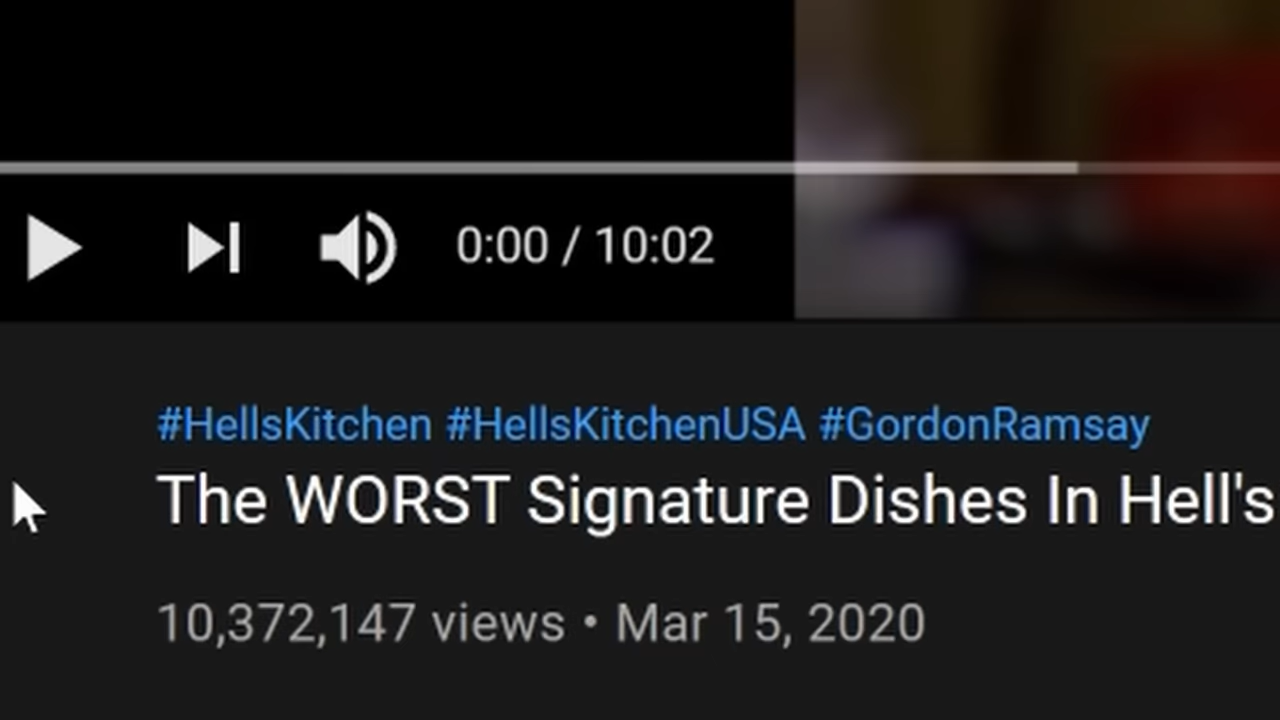 0:00 / 10:02
#HellsKitchen #HellsKitchenUSA #GordonRamsay
The WORST Signature Dishes In Hell's
10,372,147 views • Mar 15, 2020